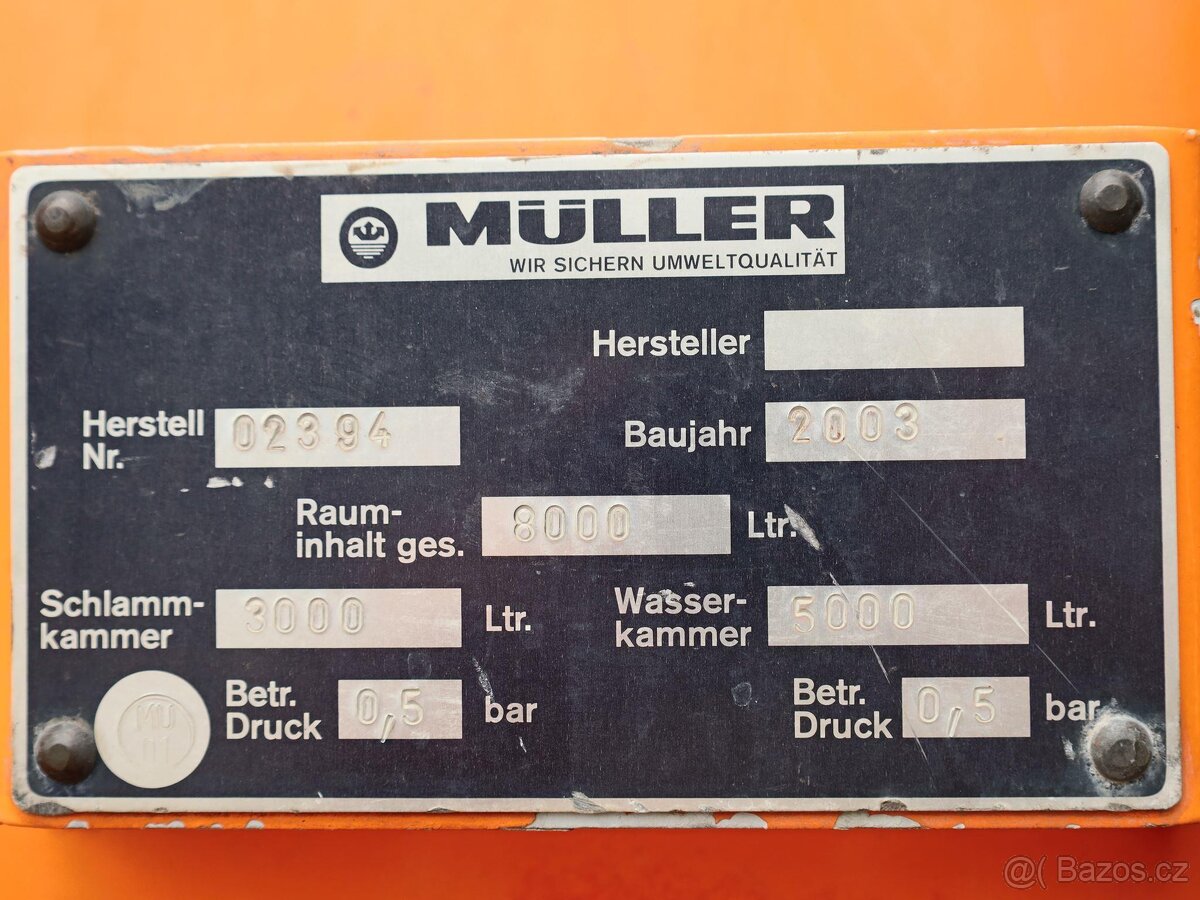 MÜLLER
WIR SICHERN UMWELTQUALITÄT
Hersteller
Herstell
Nr.
02394
Baujahr
2003
Raum-
inhalt ges.
8000
Ltr.
Schlamm-
kammer
3000
Ltr.
Wasser-
kammer
5000
Ltr.
Betr.
Druck
0,5
bar
Betr.
Druck
0,5
bar
Bazos.cz